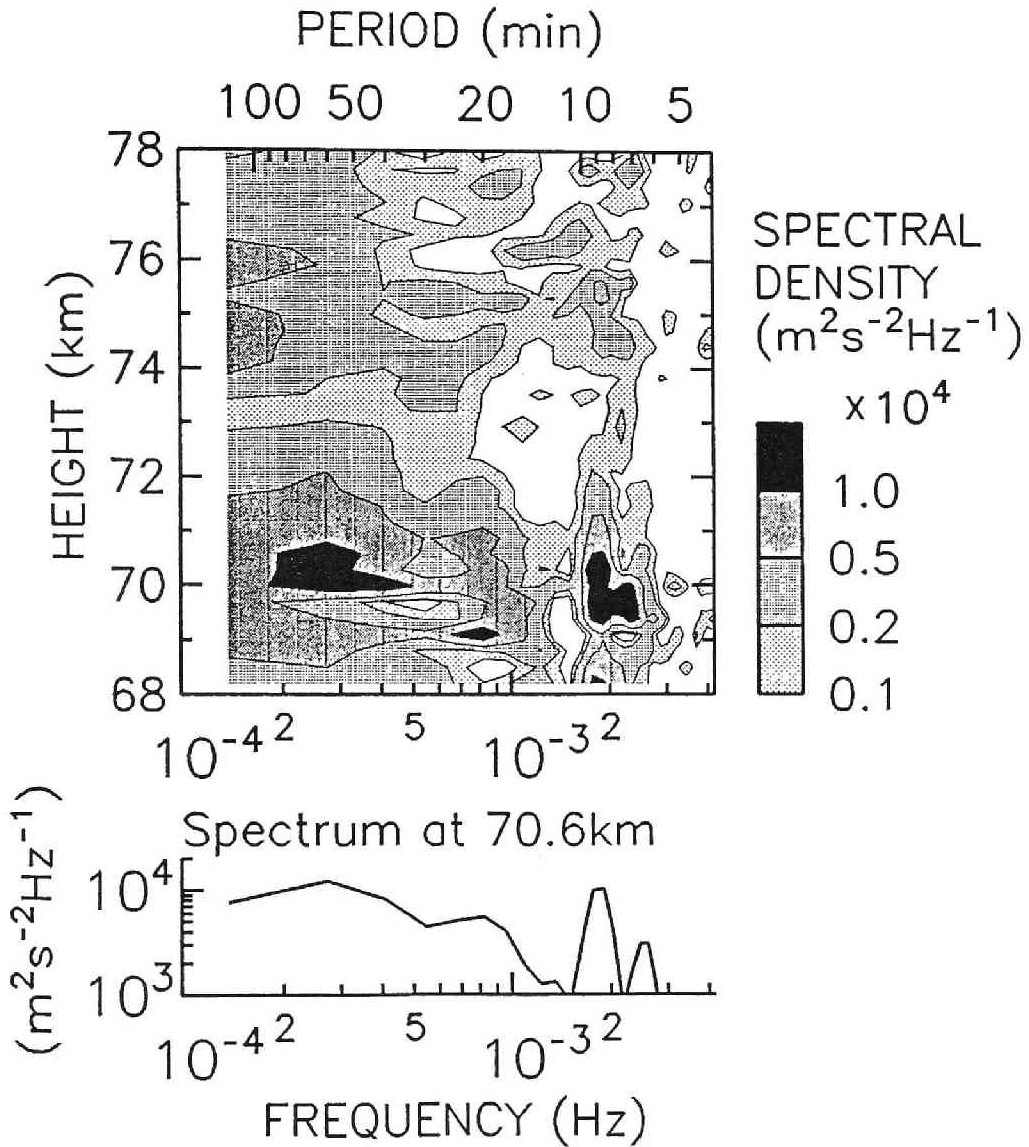 PERIOD (min)
100 50 20 10 5
78
76
74
72
70
68
HEIGHT (km)
10⁻⁴ 2 5 10⁻³ 2
SPECTRAL
DENSITY
(m²s⁻²Hz⁻¹)
x10⁴
1.0
0.5
0.2
0.1
Spectrum at 70.6km
(m²s⁻²Hz⁻¹)
10⁴
10³
10⁻⁴ 2 5 10⁻³ 2
FREQUENCY (Hz)